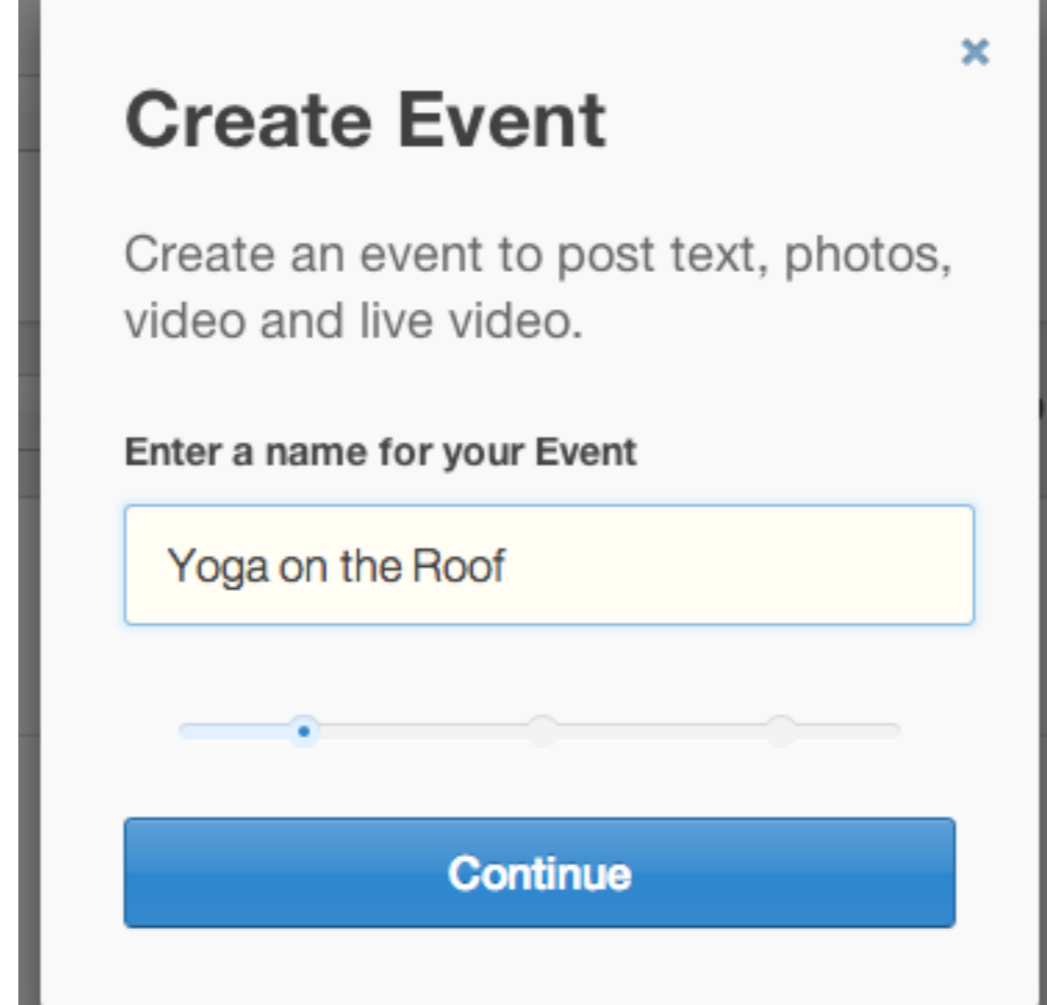 Create Event
Create an event to post text, photos,
video and live video.
Enter a name for your Event
Yoga on the Roof
Continue